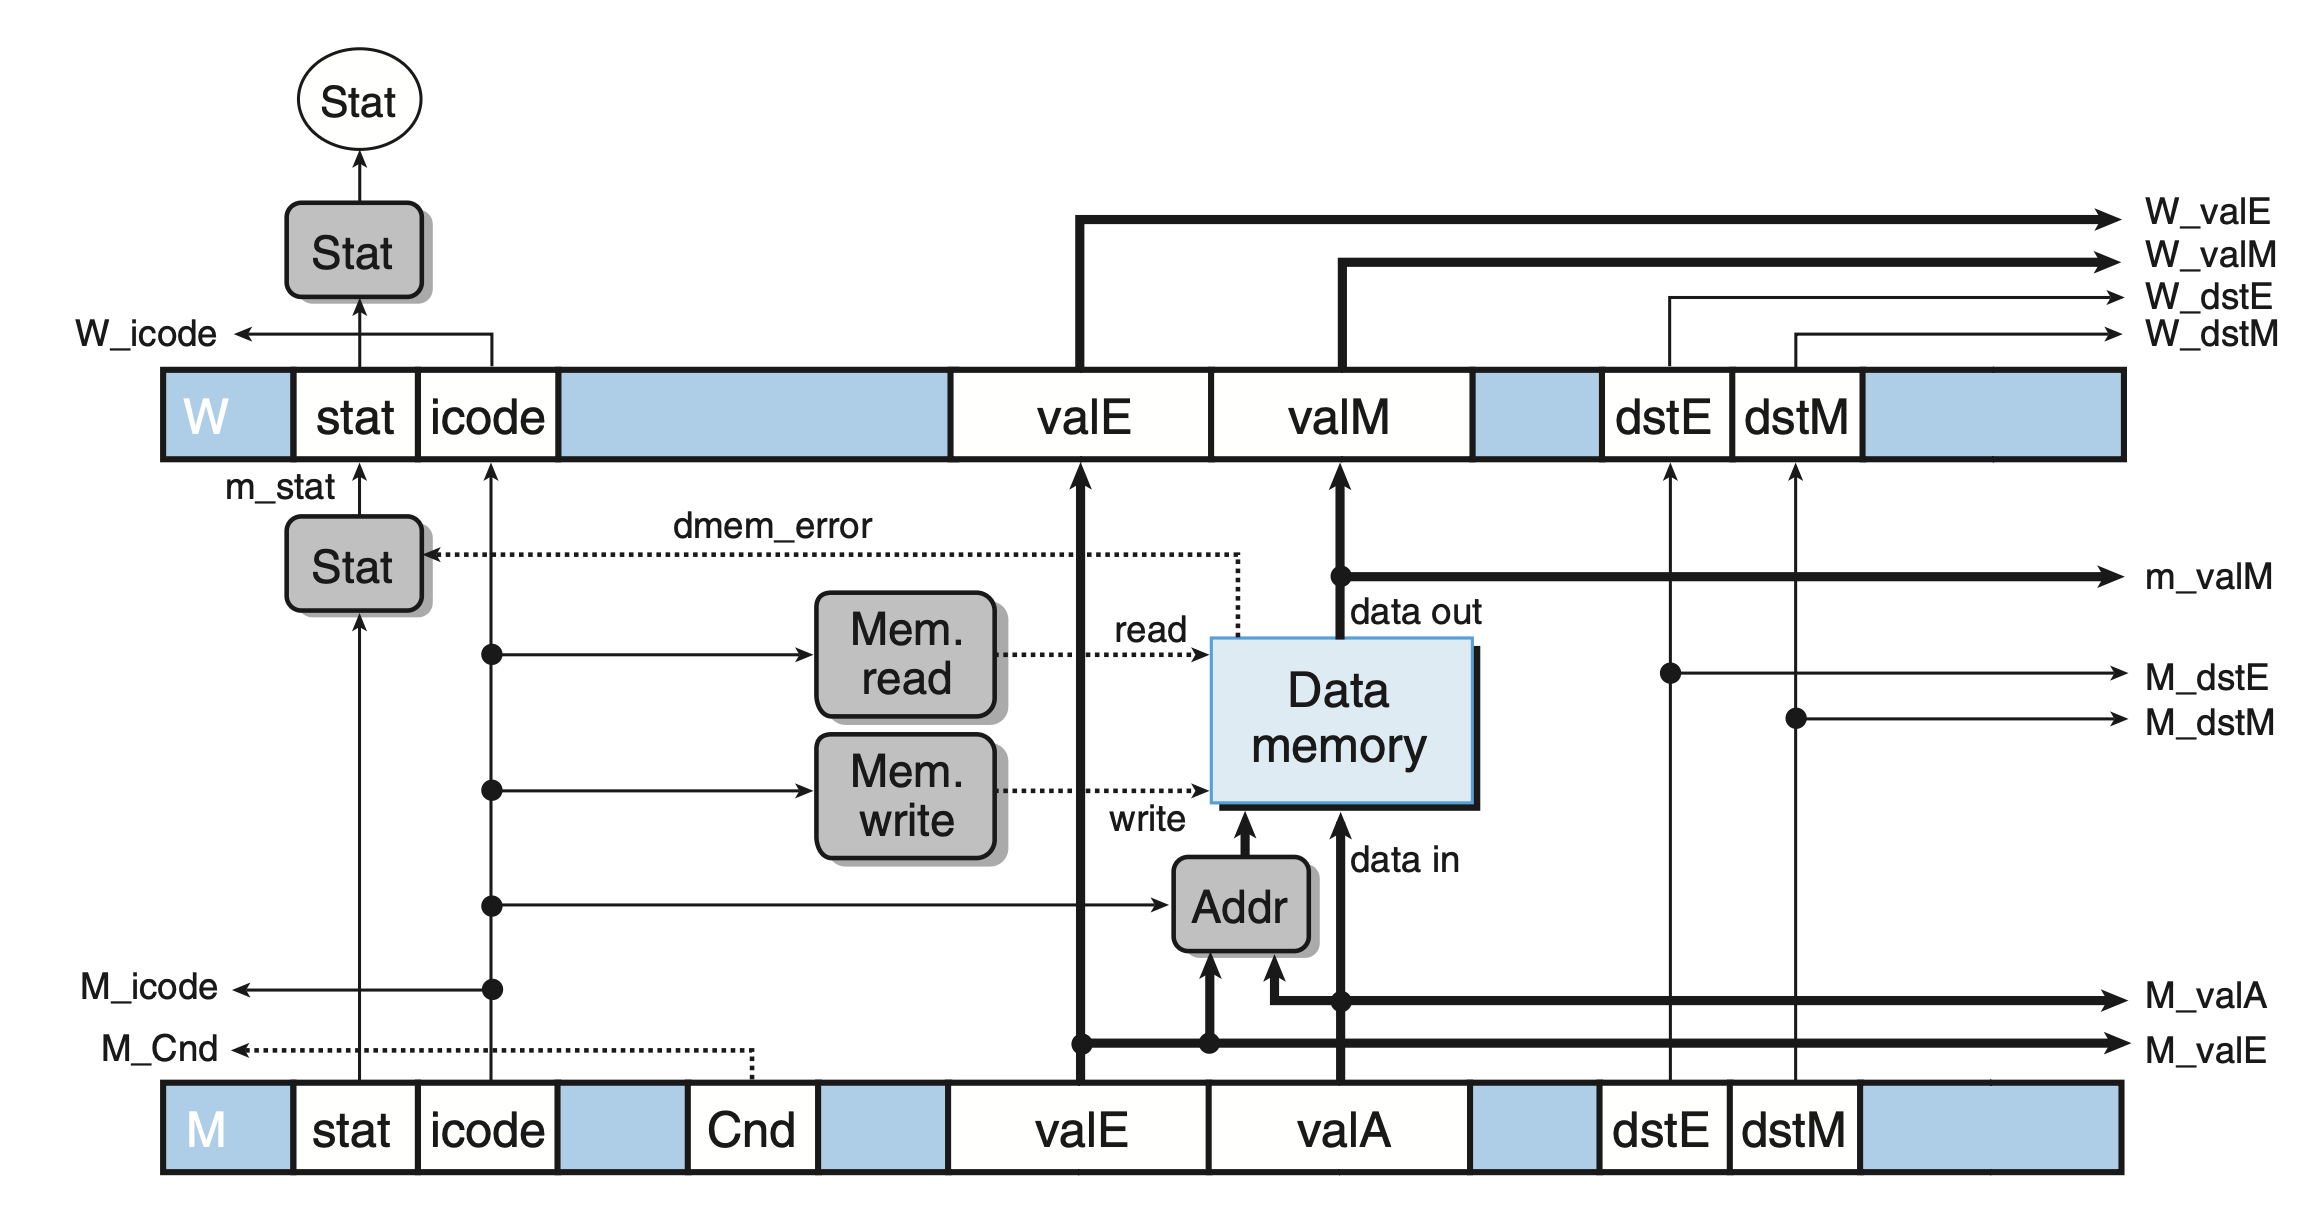 Stat
Stat
W_valE
W_valM
W_dstE
W_icode
W_dstM
W
stat
icode
valE
valM
dstE
dstM
m_stat
dmem_error
Stat
m_valM
data out
Mem.
read
read
Data
memory
M_dstE
M_dstM
Mem.
write
write
data in
Addr
M_icode
M_valA
M_Cnd
M_valE
M
stat
icode
Cnd
valE
valA
dstE
dstM